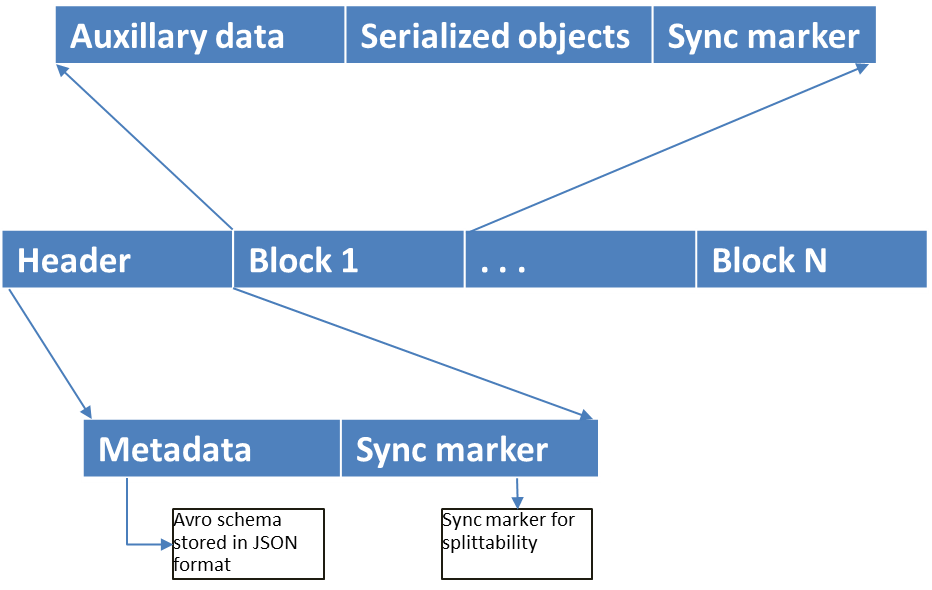 Auxillary data
Serialized objects
Sync marker
Header
Block 1
. . .
Block N
Metadata
Sync marker
Avro schema
stored in JSON
format
Sync marker for
splittability